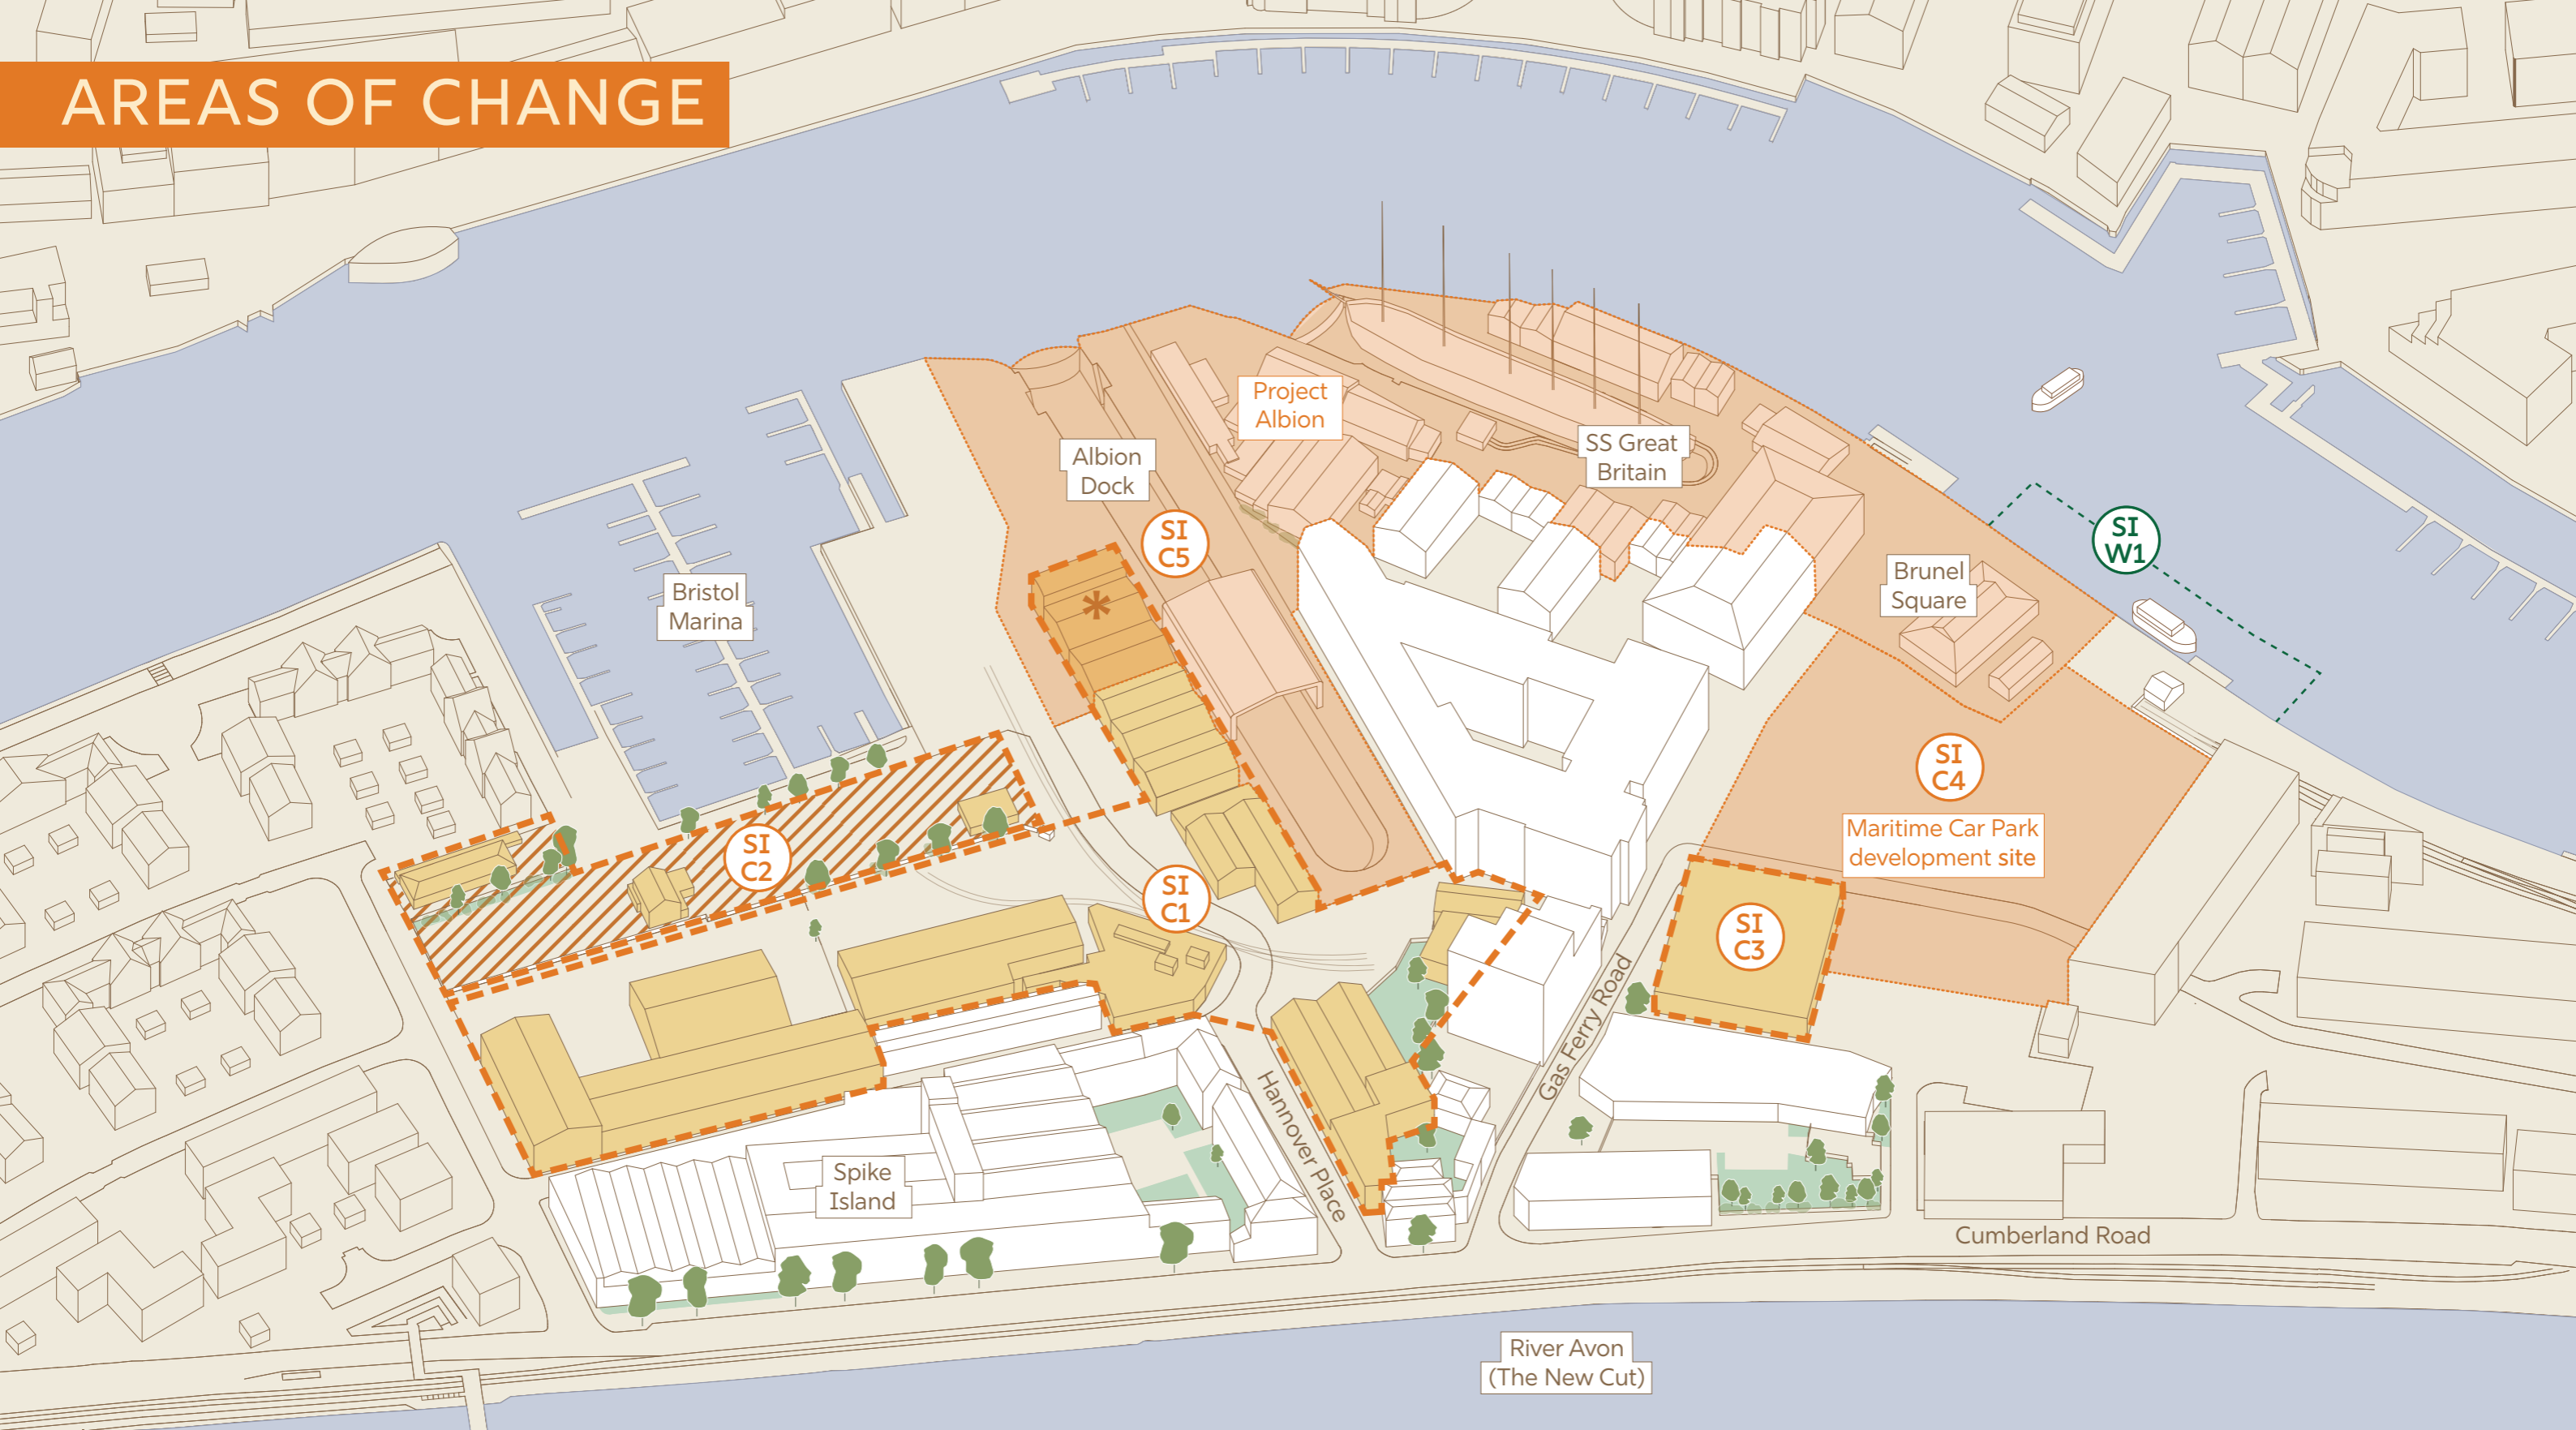 AREAS OF CHANGE
Project
Albion
SS Great
Britain
Albion
Dock
SI
C5
SI
W1
Brunel
Square
Bristol
Marina
SI
C4
Maritime Car Park
development site
SI
C2
SI
C1
SI
C3
Gas Ferry Road
Hannover Place
Spike
Island
Cumberland Road
River Avon
(The New Cut)